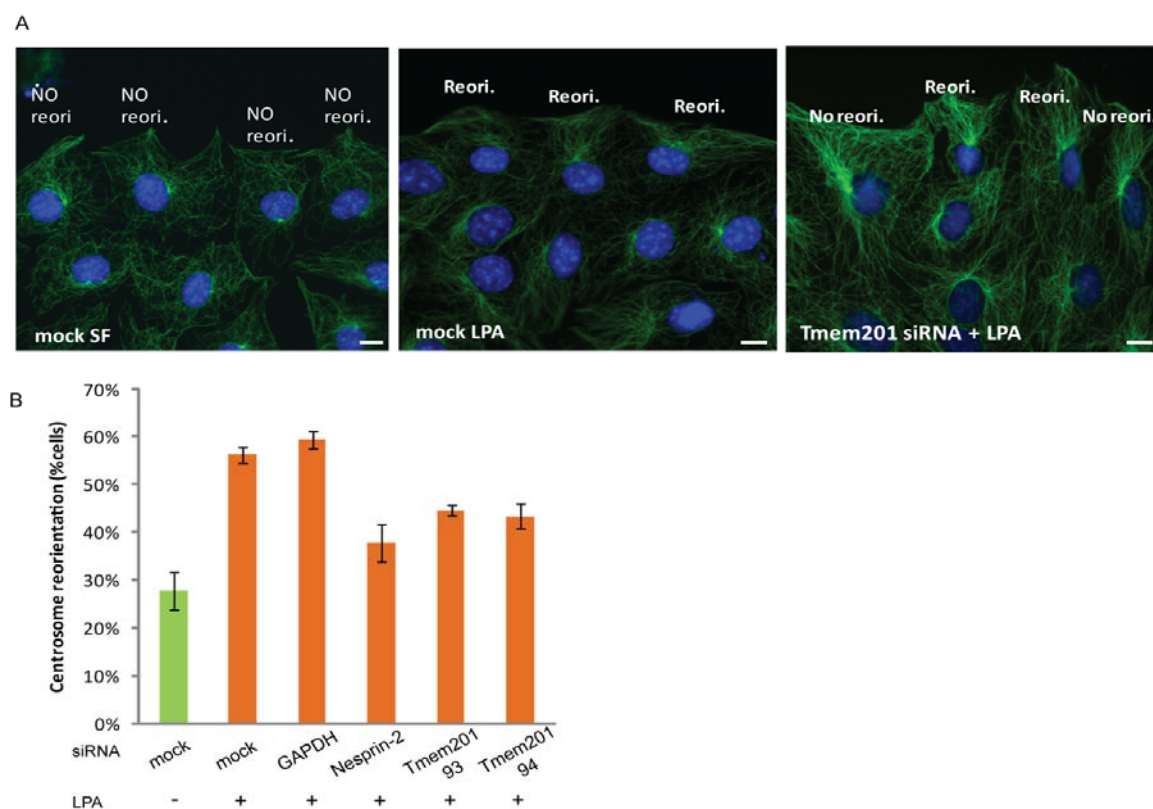 A
NO
reori
NO
reori.
NO
reori.
NO
reori.
mock SF
Reori.
Reori.
Reori.
mock LPA
No reori.
Reori.
Reori.
No reori.
Tmem201 siRNA + LPA
B
Centrosome reorientation (%cells)
70%
60%
50%
40%
30%
20%
10%
0%
siRNA mock mock GAPDH Nesprin-2 Tmem201 93 Tmem201 94
LPA - + + + + +